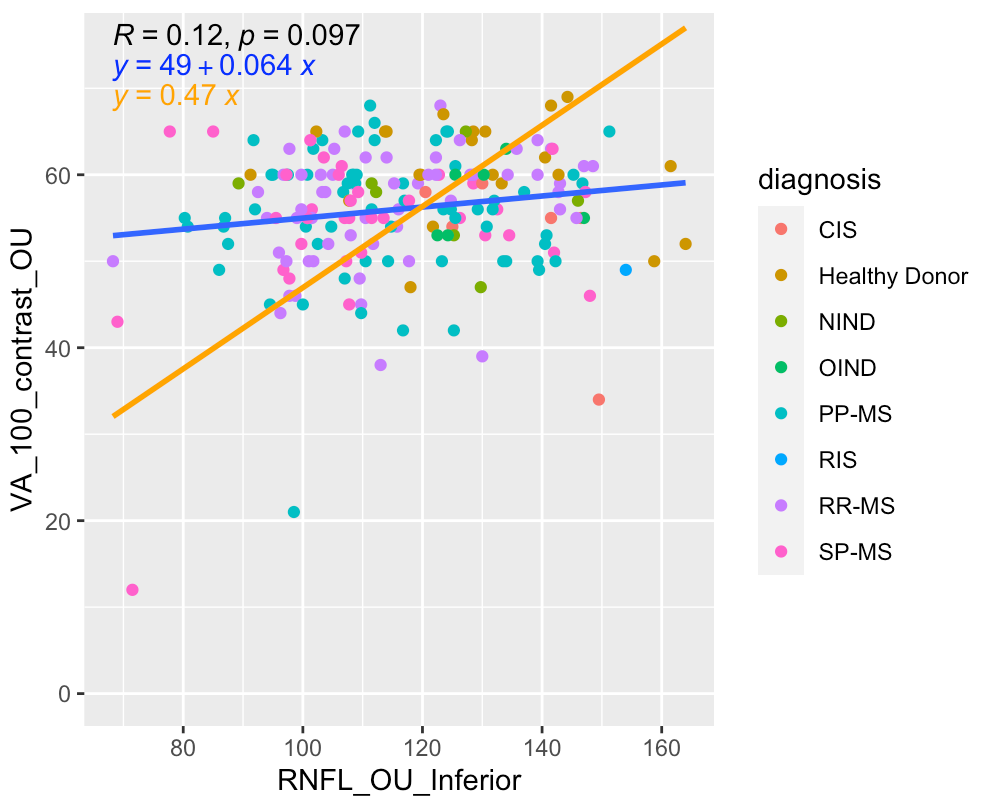 R = 0.12, p = 0.097
y = 49 + 0.064 x
y = 0.47 x
VA_100_contrast_OU
60
40
20
0
80 100 120 140 160
RNFL_OU_Inferior
diagnosis
CIS
Healthy Donor
NIND
OIND
PP-MS
RIS
RR-MS
SP-MS